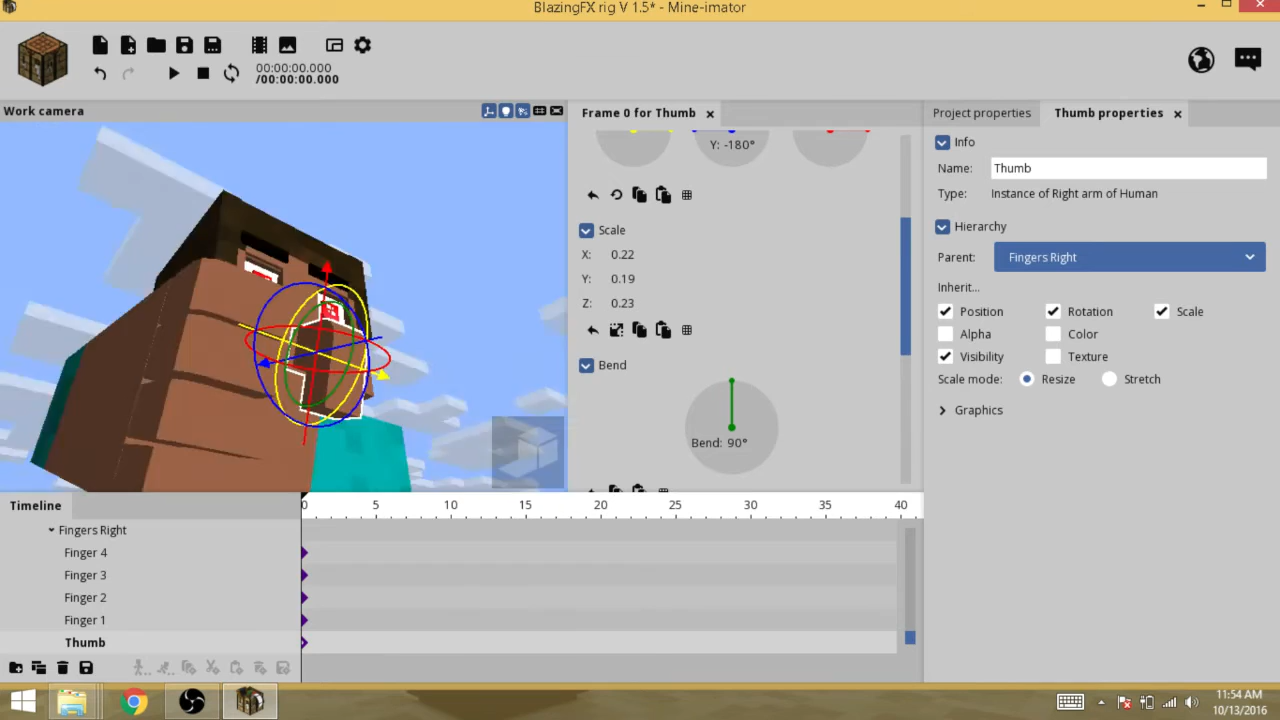 BlazingFX rig V 1.5* - Mine-imator
00:00:00.000
/00:00:00.000
Work camera
Frame 0 for Thumb
Project properties
Thumb properties
Y: -180°
Scale
X: 0.22
Y: 0.19
Z: 0.23
Bend
Bend: 90°
Info
Name: Thumb
Type: Instance of Right arm of Human
Hierarchy
Parent: Fingers Right
Inherit...
Position Rotation Scale
Alpha Color
Visibility Texture
Scale mode: Resize Stretch
Graphics
Timeline
0 5 10 15 20 25 30 35 40
Fingers Right
Finger 4
Finger 3
Finger 2
Finger 1
Thumb
11:54 AM
10/13/2016